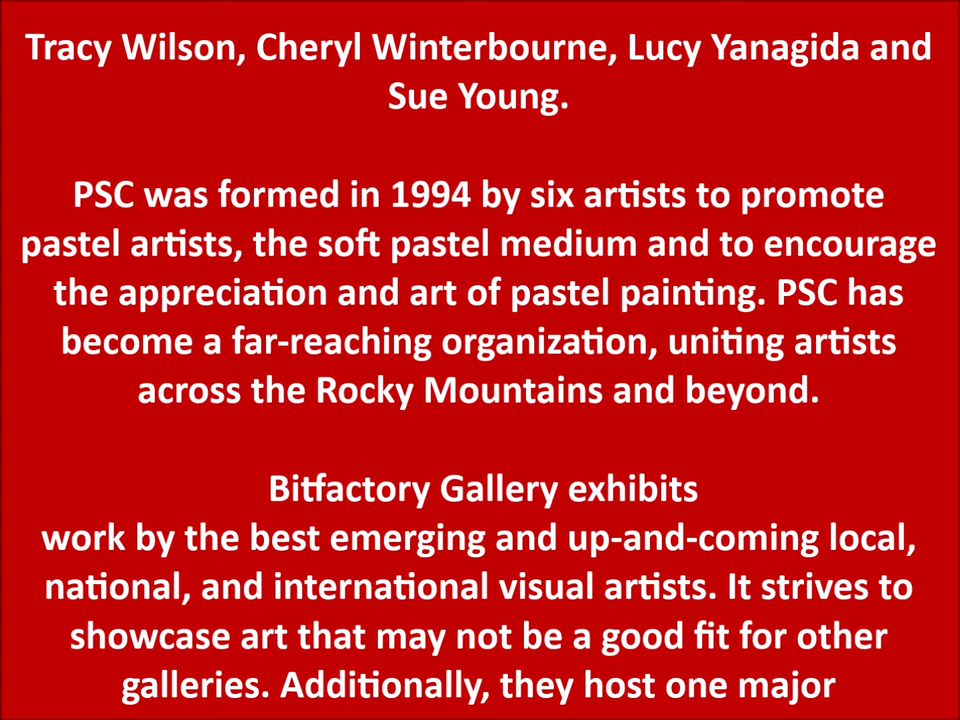 Tracy Wilson, Cheryl Winterbourne, Lucy Yanagida and
Sue Young.
PSC was formed in 1994 by six artists to promote
pastel artists, the soft pastel medium and to encourage
the appreciation and art of pastel painting. PSC has
become a far-reaching organization, uniting artists
across the Rocky Mountains and beyond.
Bitfactory Gallery exhibits
work by the best emerging and up-and-coming local,
national, and international visual artists. It strives to
showcase art that may not be a good fit for other
galleries. Additionally, they host one major